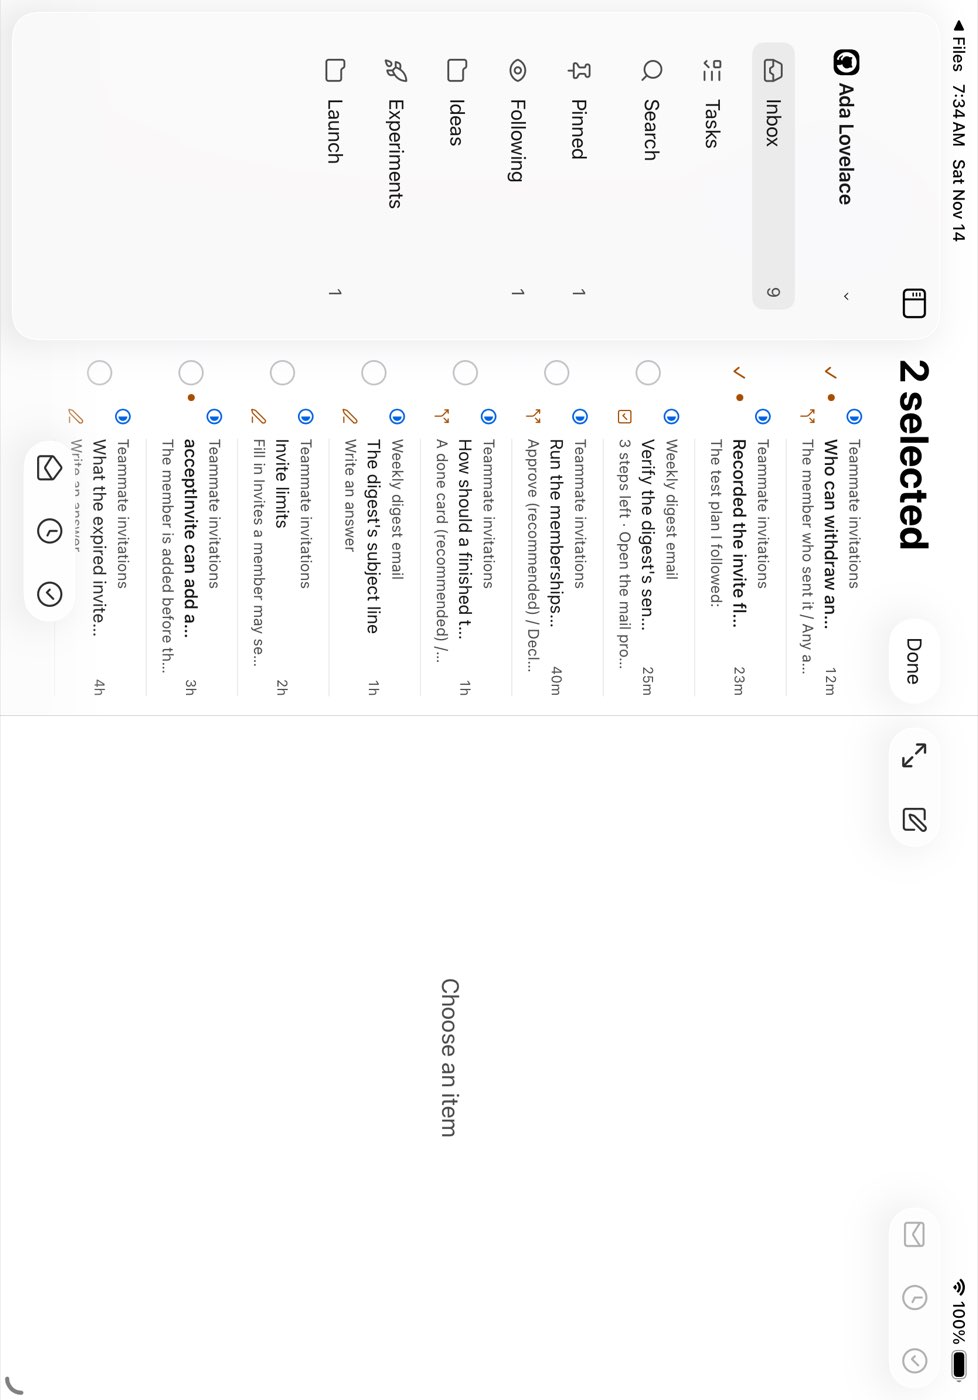 Files 7:34 AM Sat Nov 14
100%
2 selected
Done
Ada Lovelace
Inbox 9
Tasks
Search
Pinned 1
Following 1
Ideas
Experiments
Launch 1
Teammate invitations
Who can withdraw an... 12m
The member who sent it / Any a...
Teammate invitations
Recorded the invite fl... 23m
The test plan I followed:
Weekly digest email
Verify the digest's sen... 25m
3 steps left · Open the mail pro...
Teammate invitations
Run the memberships... 40m
Approve (recommended) / Decl...
Teammate invitations
How should a finished t... 1h
A done card (recommended) /...
Weekly digest email
The digest's subject line 1h
Write an answer
Teammate invitations
Invite limits 2h
Fill in Invites a member may se...
Teammate invitations
acceptInvite can add a... 3h
The member is added before th...
Teammate invitations
What the expired invite... 4h
Write an answer
Choose an item